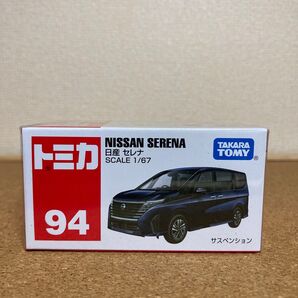 トミカ
94
NISSAN SERENA
日産 セレナ
SCALE 1/67
TAKARA
TOMY
サスペンション